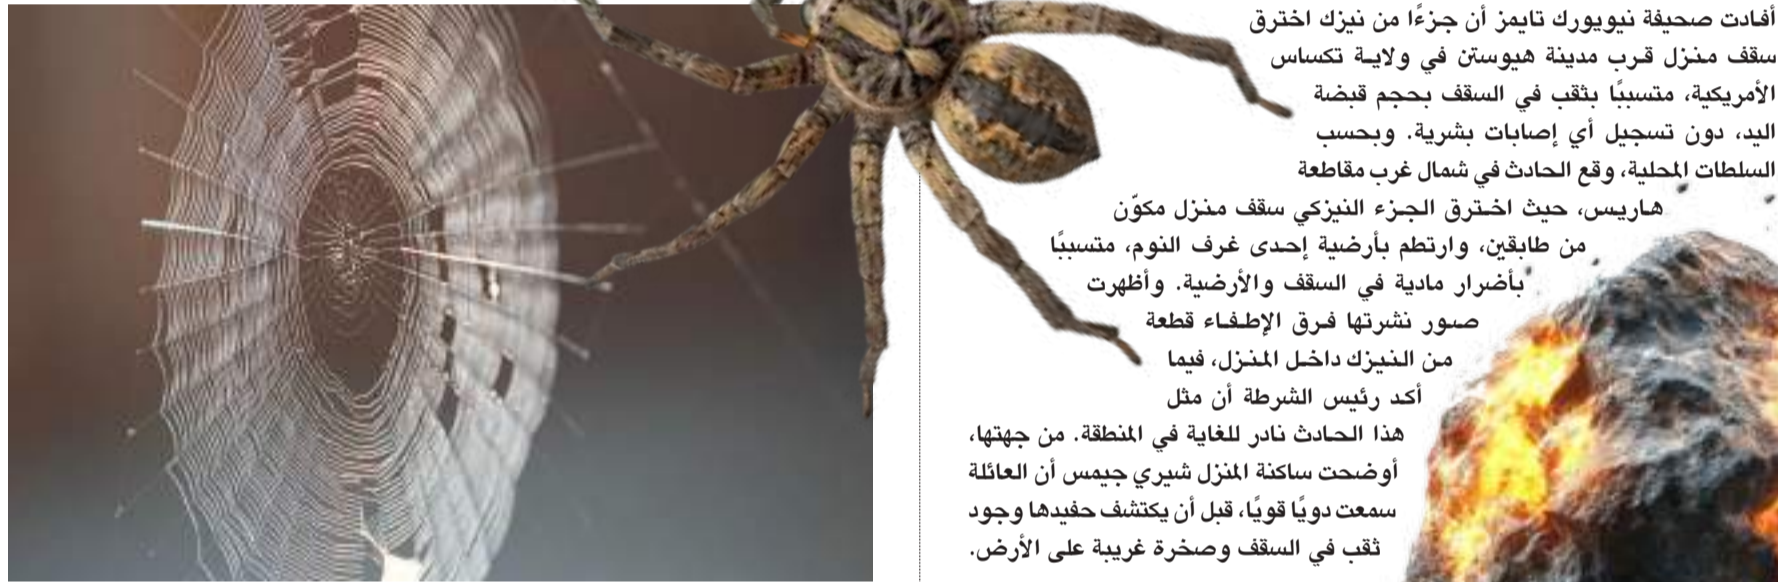 أفادت صحيفة نيويورك تايمز أن جزءًا من نيزك اخترق
سقف منزل قرب مدينة هيوستن في ولاية تكساس
الأمريكية، متسببًا بثقب في السقف بحجم قبضة
اليد، دون تسجيل أي إصابات بشرية. وبحسب
السلطات المحلية، وقع الحادث في شمال غرب مقاطعة
هاريس، حيث اخترق الجزء النيزكي سقف منزل مكوّن
من طابقين، وارتطم بأرضية إحدى غرف النوم، متسببًا
بأضرار مادية في السقف والأرضية. وأظهرت
صور نشرتها فرق الإطفاء قطعة
من النيزك داخل المنزل، فيما
أكد رئيس الشرطة أن مثل
هذا الحادث نادر للغاية في المنطقة. من جهتها،
أوضحت ساكنة المنزل شيري جيمس أن العائلة
سمعت دويًا قويًا، قبل أن يكتشف حفيدها وجود
ثقب في السقف وصخرة غريبة على الأرض.